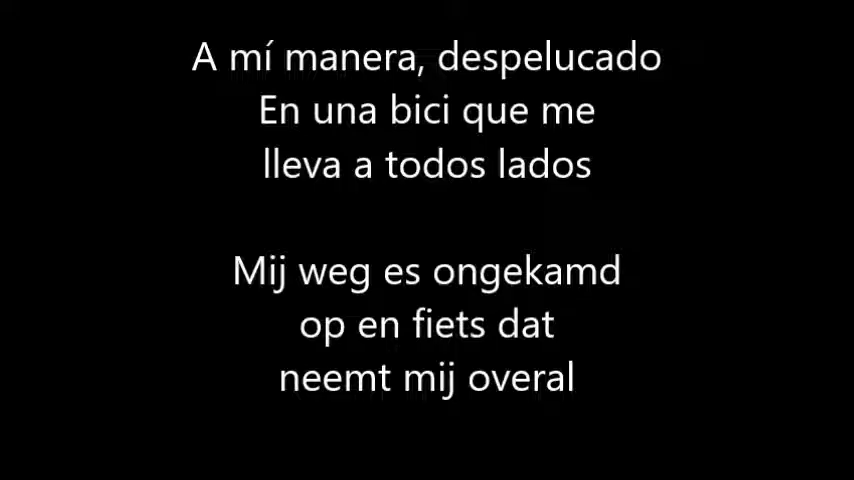 A mí manera, despelucado
En una bici que me
lleva a todos lados
Mij weg es ongekamd
op en fiets dat
neemt mij overal